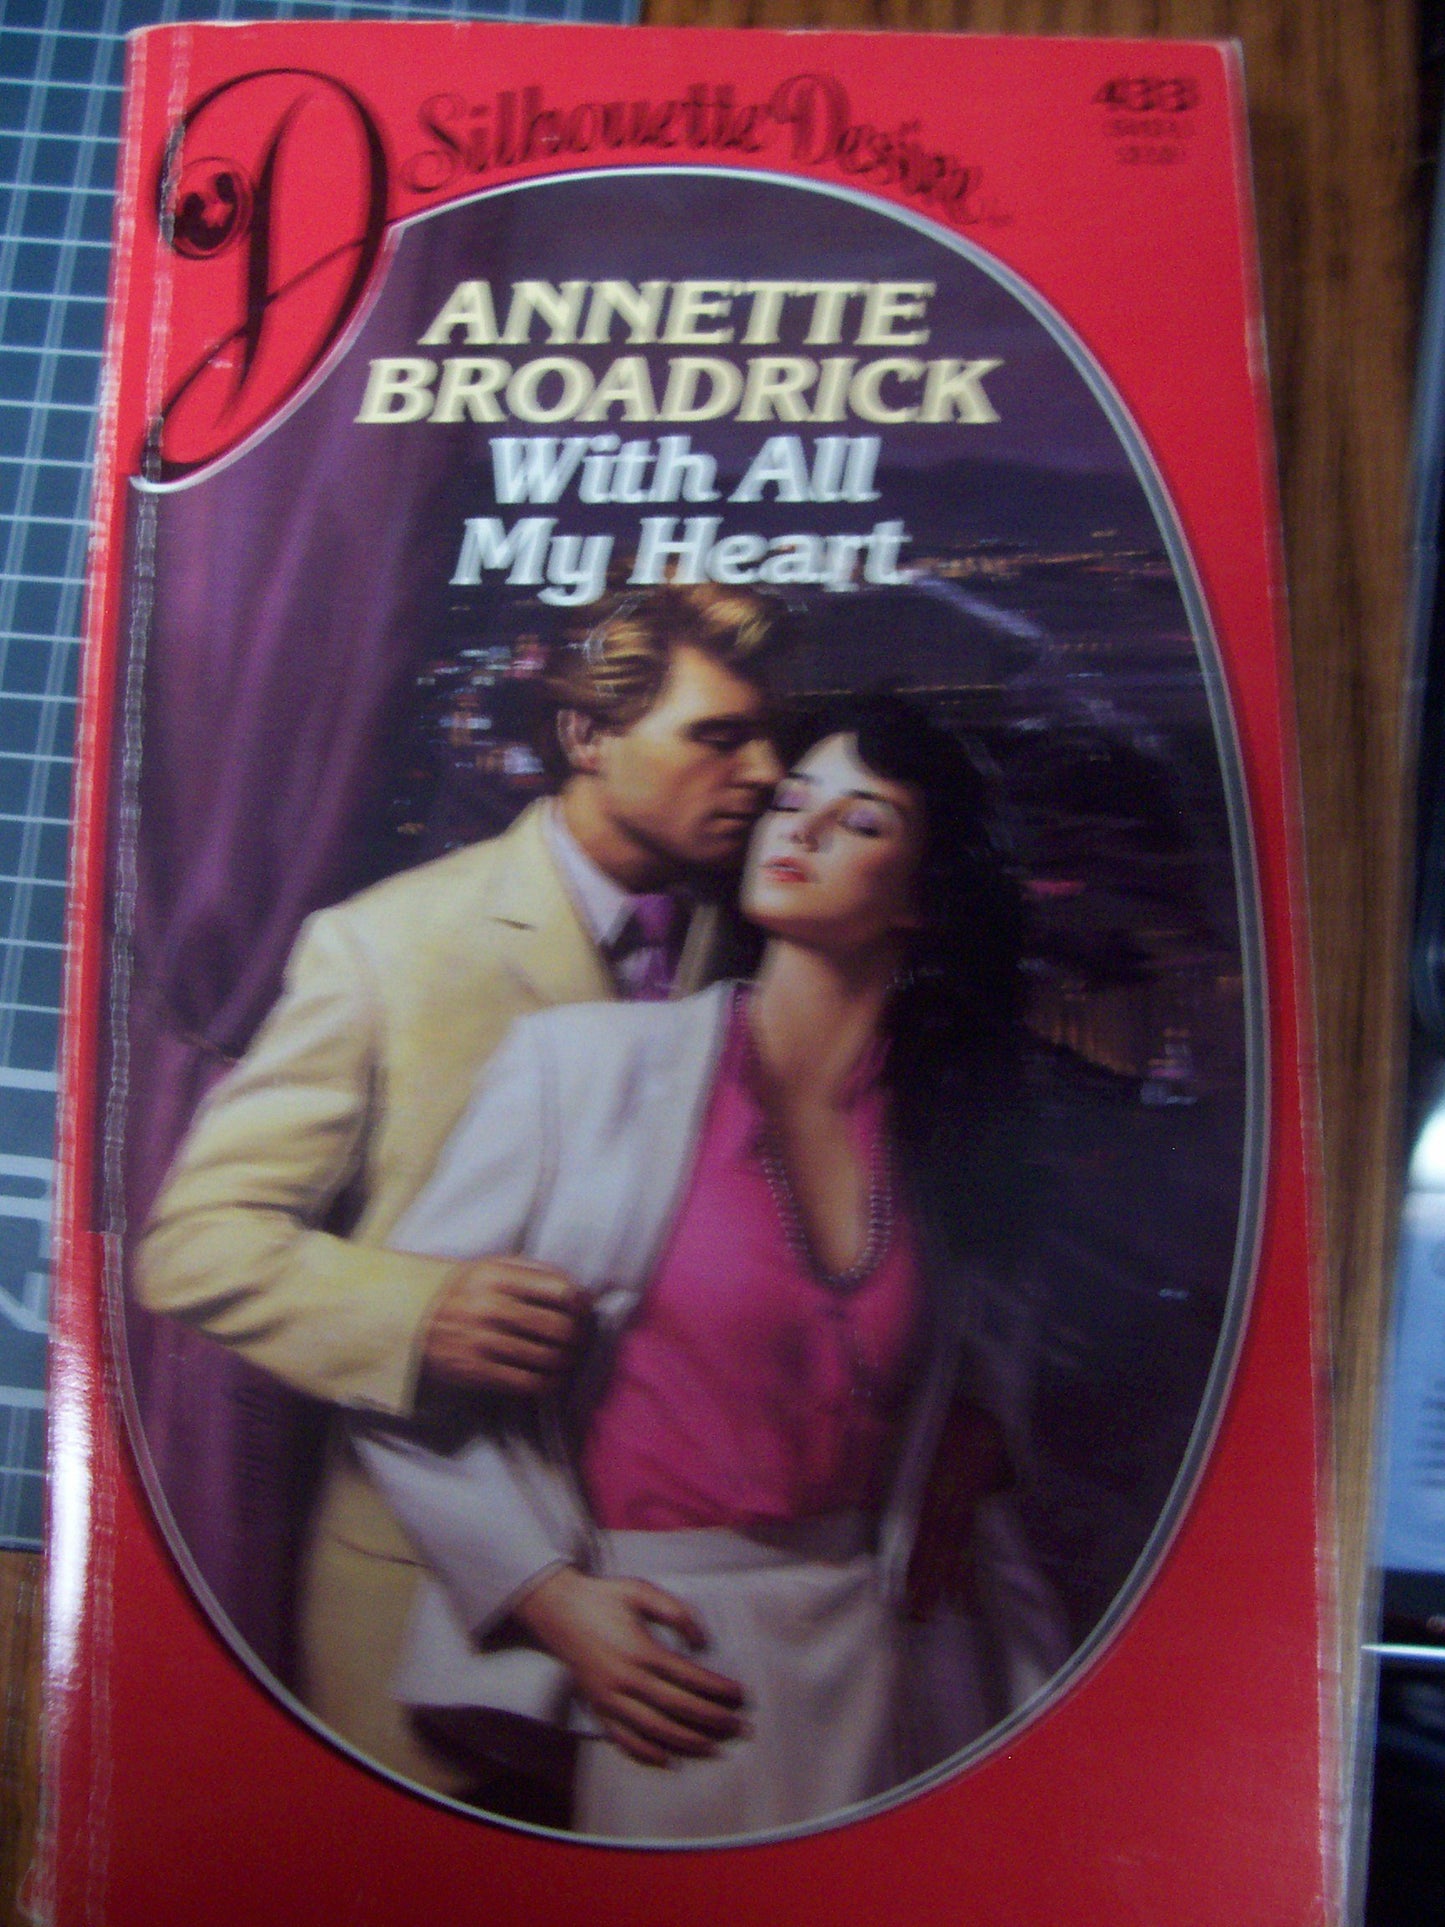 D Silhouette Desire
433
ANNETTE
BROADRICK
With All
My Heart